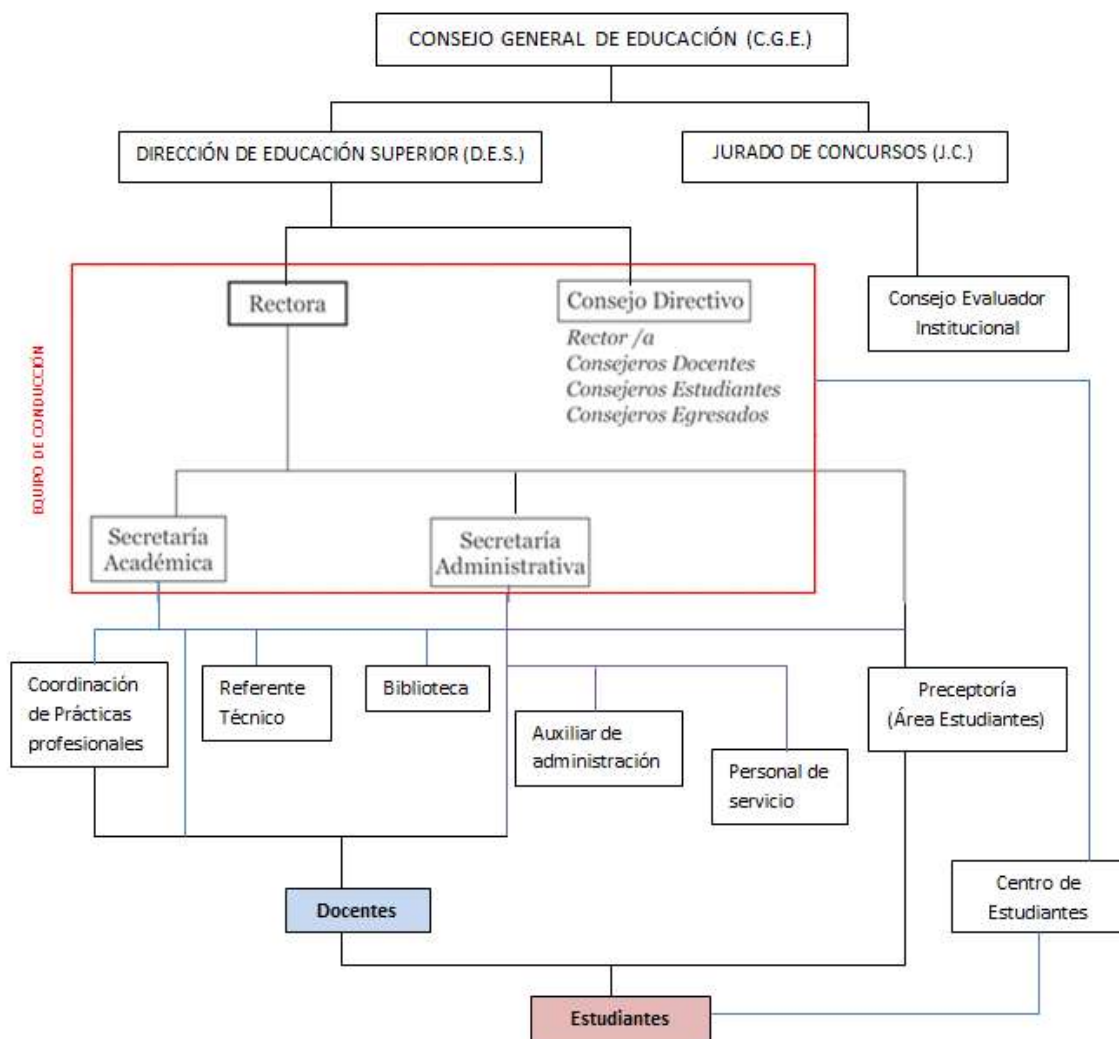 CONSEJO GENERAL DE EDUCACIÓN (C.G.E.)
DIRECCIÓN DE EDUCACIÓN SUPERIOR (D.E.S.)
JURADO DE CONCURSOS (J.C.)
EQUIPO DE CONDUCCIÓN
Rectora
Consejo Directivo
Rector /a
Consejeros Docentes
Consejeros Estudiantes
Consejeros Egresados
Consejo Evaluador
Institucional
Secretaría
Académica
Secretaría
Administrativa
Coordinación
de Prácticas
profesionales
Referente
Técnico
Biblioteca
Auxiliar de
administración
Personal de
servicio
Preceptoría
(Área Estudiantes)
Docentes
Centro de
Estudiantes
Estudiantes